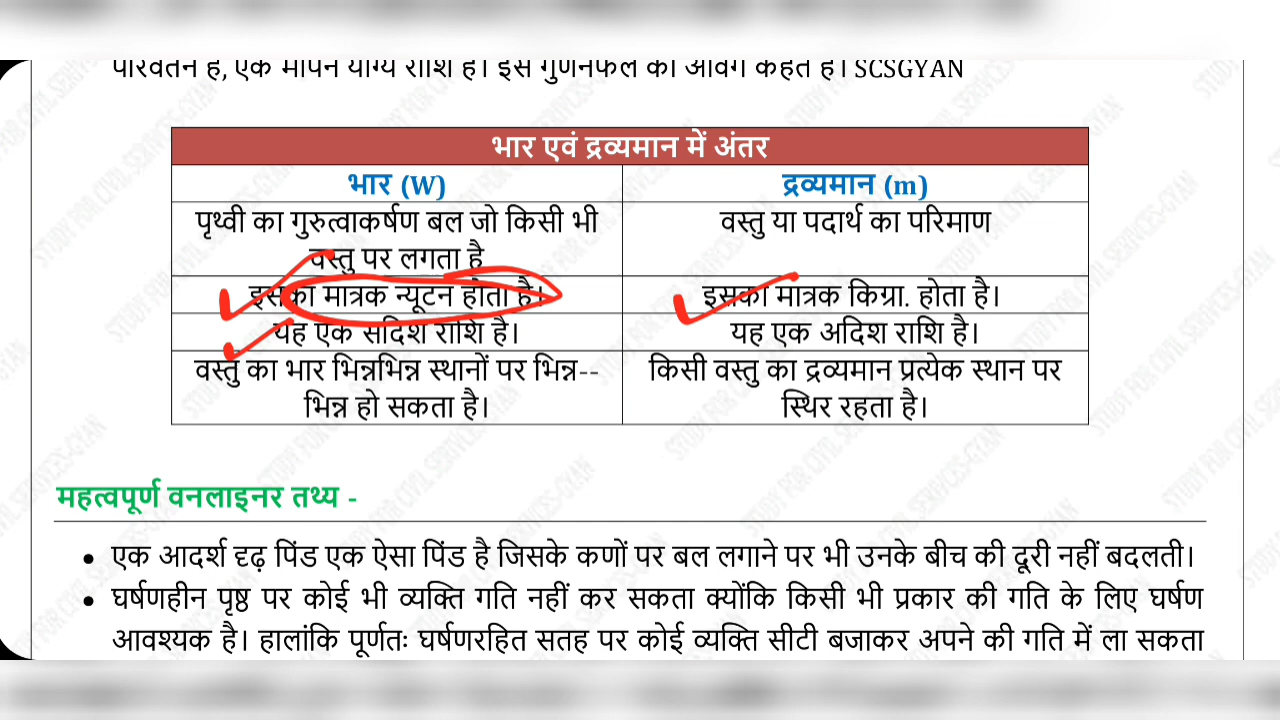 परिवर्तन है, एक मापन योग्य राशि है। इस गुणनफल को आवेग कहते हैं। SCSGYAN
भार एवं द्रव्यमान में अंतर
भार (W)
द्रव्यमान (m)
पृथ्वी का गुरुत्वाकर्षण बल जो किसी भी
वस्तु पर लगता है
वस्तु या पदार्थ का परिमाण
इसका मात्रक न्यूटन होता है।
इसका मात्रक किग्रा. होता है।
यह एक सदिश राशि है।
यह एक अदिश राशि है।
वस्तु का भार भिन्नभिन्न स्थानों पर भिन्न--
भिन्न हो सकता है।
किसी वस्तु का द्रव्यमान प्रत्येक स्थान पर
स्थिर रहता है।
महत्वपूर्ण वनलाइनर तथ्य -
• एक आदर्श दृढ़ पिंड एक ऐसा पिंड है जिसके कणों पर बल लगाने पर भी उनके बीच की दूरी नहीं बदलती।
• घर्षणहीन पृष्ठ पर कोई भी व्यक्ति गति नहीं कर सकता क्योंकि किसी भी प्रकार की गति के लिए घर्षण
आवश्यक है। हालांकि पूर्णतः घर्षणरहित सतह पर कोई व्यक्ति सीटी बजाकर अपने की गति में ला सकता